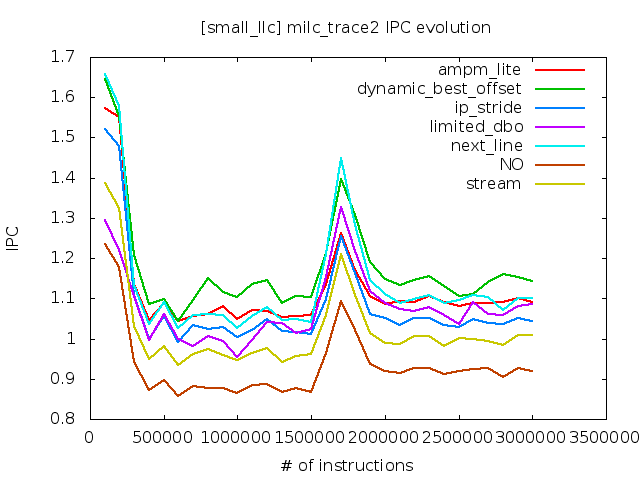 [small_llc] milc_trace2 IPC evolution
1.7
1.6
1.5
1.4
1.3
1.2
1.1
1
0.9
0.8
IPC
ampm_lite
dynamic_best_offset
ip_stride
limited_dbo
next_line
NO
stream
0 500000 1000000 1500000 2000000 2500000 3000000 3500000
# of instructions